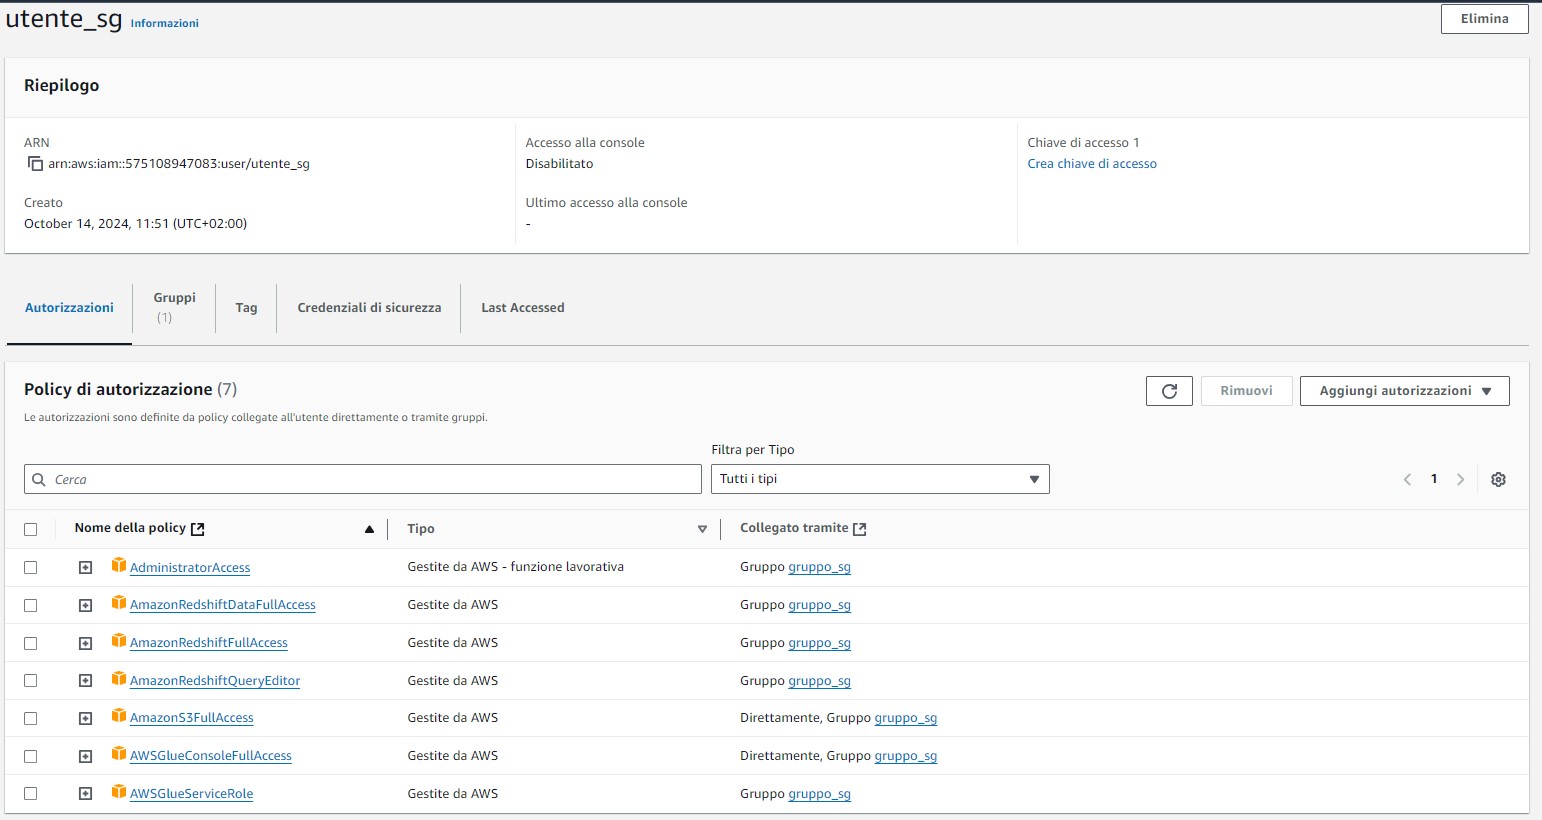 utente_sg Informazioni
Elimina
Riepilogo
ARN
arn:aws:iam::575108947083:user/utente_sg
Creato
October 14, 2024, 11:51 (UTC+02:00)
Accesso alla console
Disabilitato
Ultimo accesso alla console
-
Chiave di accesso 1
Crea chiave di accesso
Autorizzazioni
Gruppi
(1)
Tag
Credenziali di sicurezza
Last Accessed
Policy di autorizzazione (7)
Le autorizzazioni sono definite da policy collegate all'utente direttamente o tramite gruppi.
Rimuovi
Aggiungi autorizzazioni
Filtra per Tipo
Cerca
Tutti i tipi
1
Nome della policy Tipo Collegato tramite
AdministratorAccess Gestite da AWS - funzione lavorativa Gruppo gruppo_sg
AmazonRedshiftDataFullAccess Gestite da AWS Gruppo gruppo_sg
AmazonRedshiftFullAccess Gestite da AWS Gruppo gruppo_sg
AmazonRedshiftQueryEditor Gestite da AWS Gruppo gruppo_sg
AmazonS3FullAccess Gestite da AWS Direttamente, Gruppo gruppo_sg
AWSGlueConsoleFullAccess Gestite da AWS Direttamente, Gruppo gruppo_sg
AWSGlueServiceRole Gestite da AWS Gruppo gruppo_sg